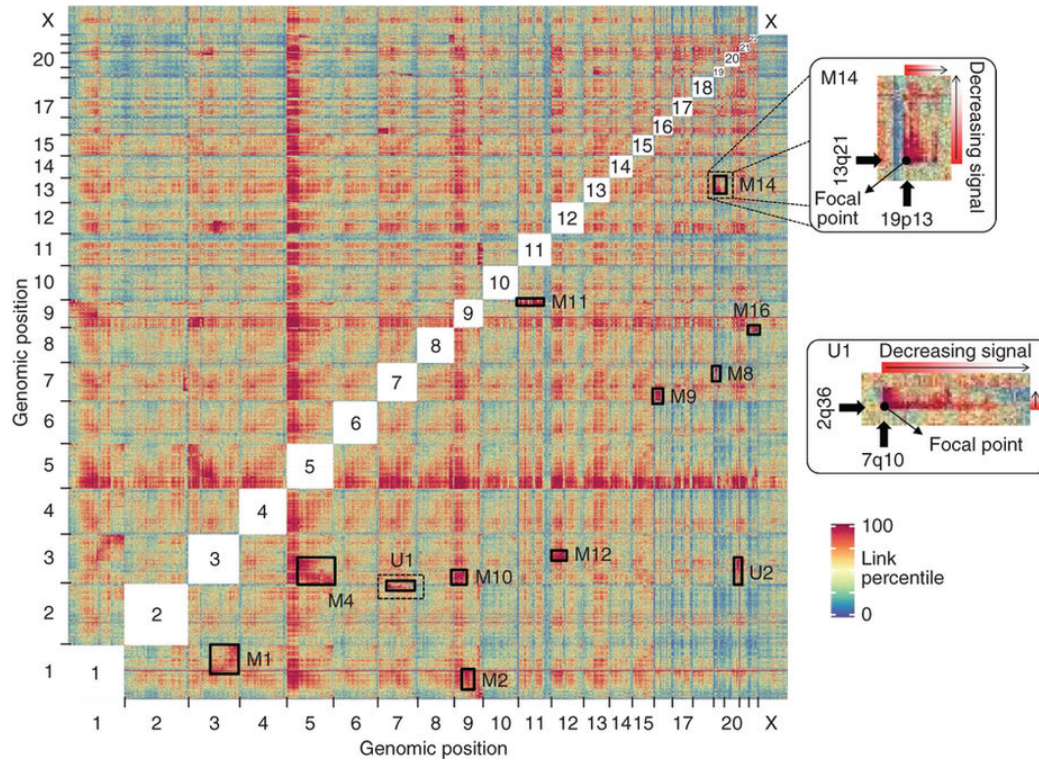 X
20
17
15
14
13
12
11
10
9
8
7
6
5
4
3
2
1
Genomic position
X
22
21
20
19
18
17
16
15
14
13
12
11
10
9
8
7
6
5
4
3
2
1
M14
M11
M16
M8
M9
M12
U1
M10
M4
U2
M1
M2
1 2 3 4 5 6 7 8 9 10 11 12 13 14 15 17 20 X
Genomic position
M14
Decreasing signal
13q21
Focal
point
19p13
U1
Decreasing signal
2q36
Focal point
7q10
100
Link
percentile
0